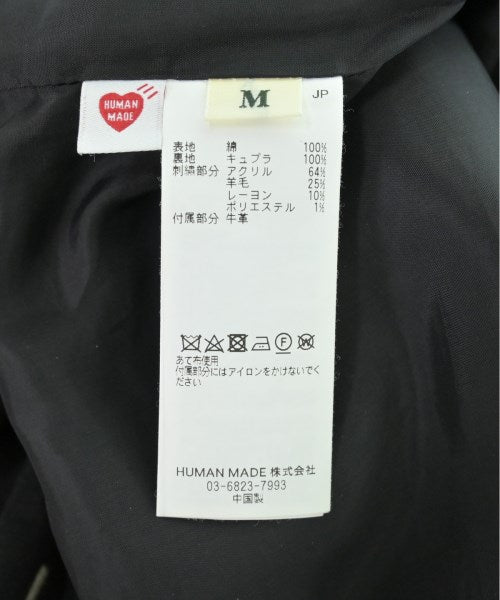 HUMAN
MADE
M
JP
表地 綿 100%
裏地 キュプラ 100%
刺繍部分 アクリル 64%
羊毛 25%
レーヨン 10%
ポリエステル 1%
付属部分 牛革
あて布使用
付属部分にはアイロンをかけないでく
ださい
HUMAN MADE 株式会社
03-6823-7993
中国製